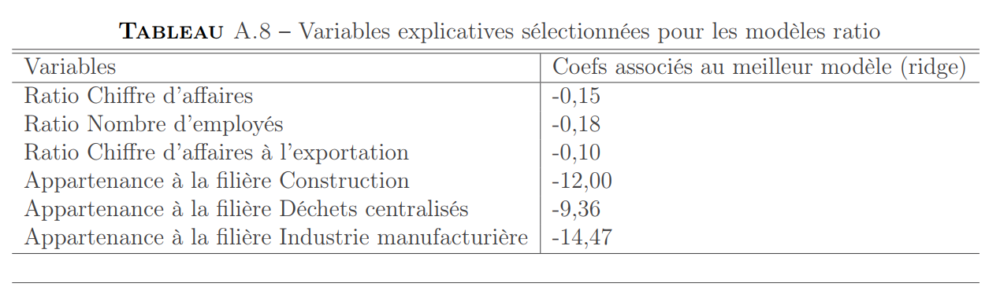 TABLEAU A.8 – Variables explicatives sélectionnées pour les modèles ratio
Variables Coefs associés au meilleur modèle (ridge)
Ratio Chiffre d'affaires -0,15
Ratio Nombre d'employés -0,18
Ratio Chiffre d'affaires à l'exportation -0,10
Appartenance à la filière Construction -12,00
Appartenance à la filière Déchets centralisés -9,36
Appartenance à la filière Industrie manufacturière -14,47